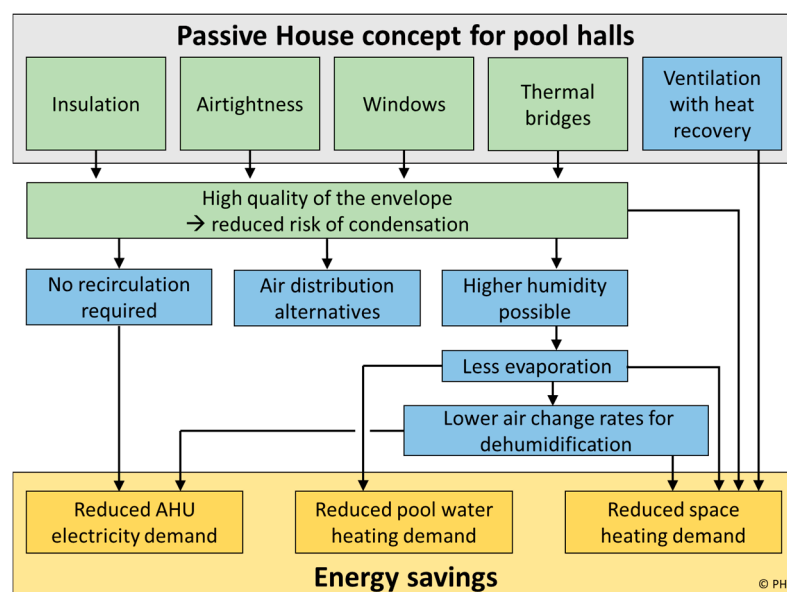 Passive House concept for pool halls
Insulation
Airtightness
Windows
Thermal
bridges
Ventilation
with heat
recovery
High quality of the envelope
→ reduced risk of condensation
No recirculation
required
Air distribution
alternatives
Higher humidity
possible
Less evaporation
Lower air change rates for
dehumidification
Reduced AHU
electricity demand
Reduced pool water
heating demand
Reduced space
heating demand
Energy savings
© PH